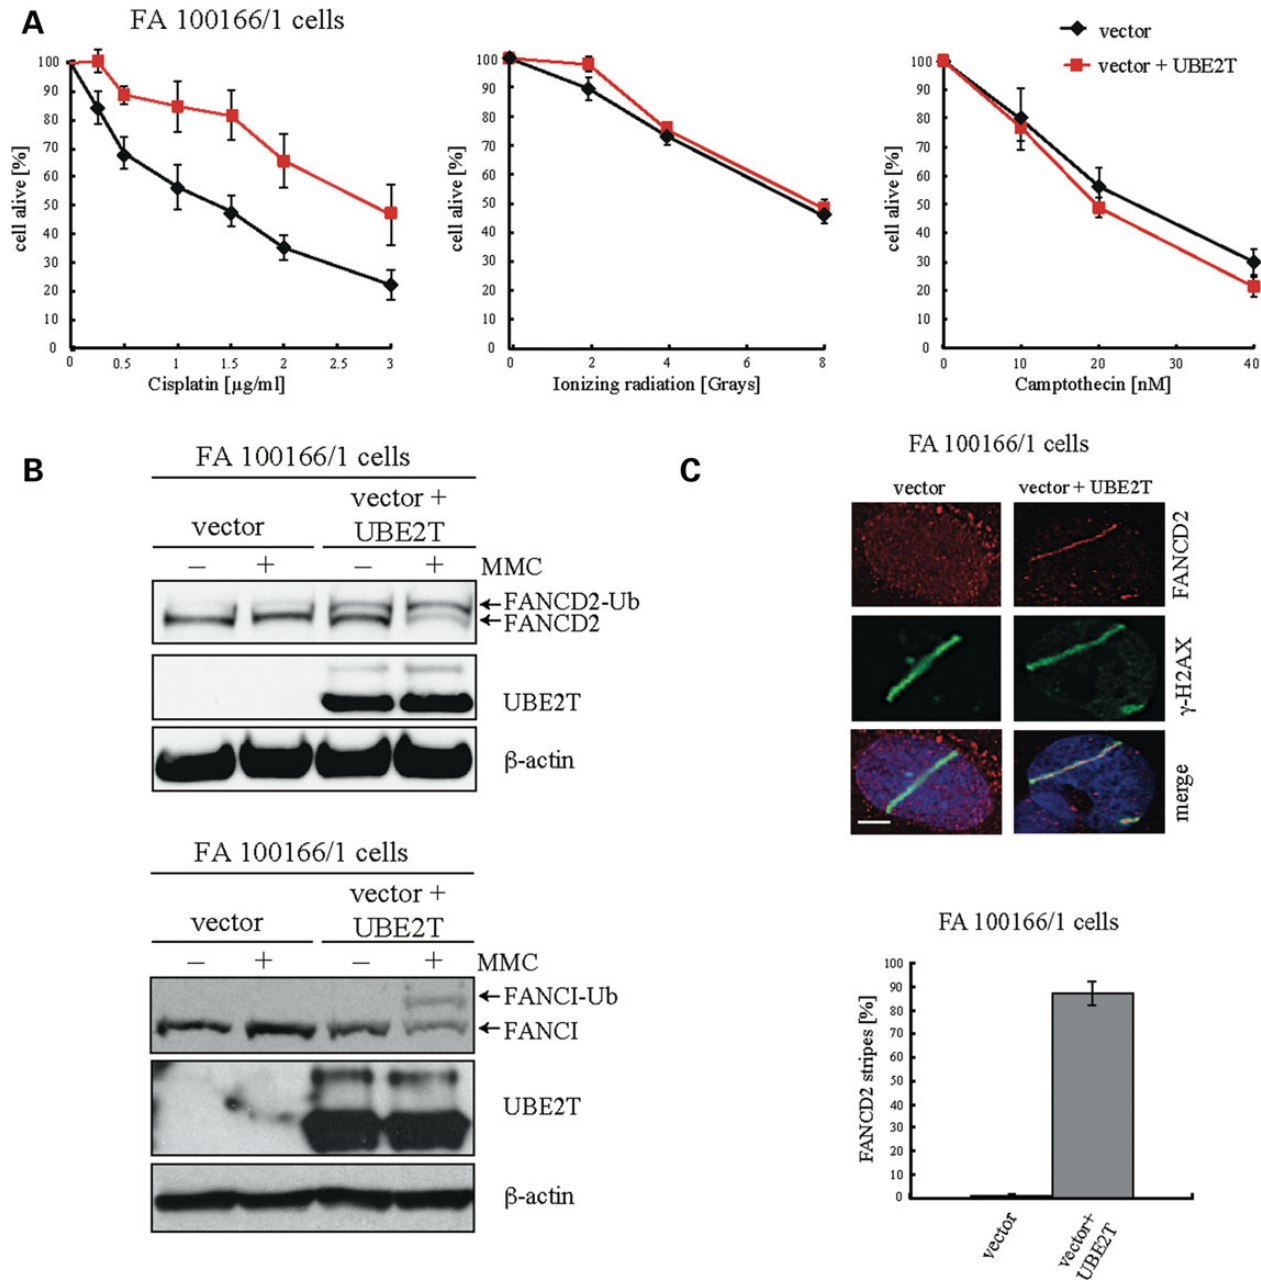 A
FA 100166/1 cells
vector
vector + UBE2T
100
90
80
70
60
50
40
30
20
10
0
cell alive [%]
0 0.5 1 1.5 2 2.5 3
Cisplatin [µg/ml]
100
90
80
70
60
50
40
30
20
10
0
cell alive [%]
0 2 4 6 8
Ionizing radiation [Grays]
100
90
80
70
60
50
40
30
20
10
0
cell alive [%]
0 10 20 30 40
Camptothecin [nM]
B
FA 100166/1 cells
vector
vector +
UBE2T
– + – + MMC
FANCD2-Ub
FANCD2
UBE2T
β-actin
FA 100166/1 cells
vector
vector +
UBE2T
– + – + MMC
FANCI-Ub
FANCI
UBE2T
β-actin
C
FA 100166/1 cells
vector
vector + UBE2T
FANCD2
γ-H2AX
merge
FA 100166/1 cells
100
90
80
70
60
50
40
30
20
10
0
FANCD2 stripes [%]
vector
vector+
UBE2T